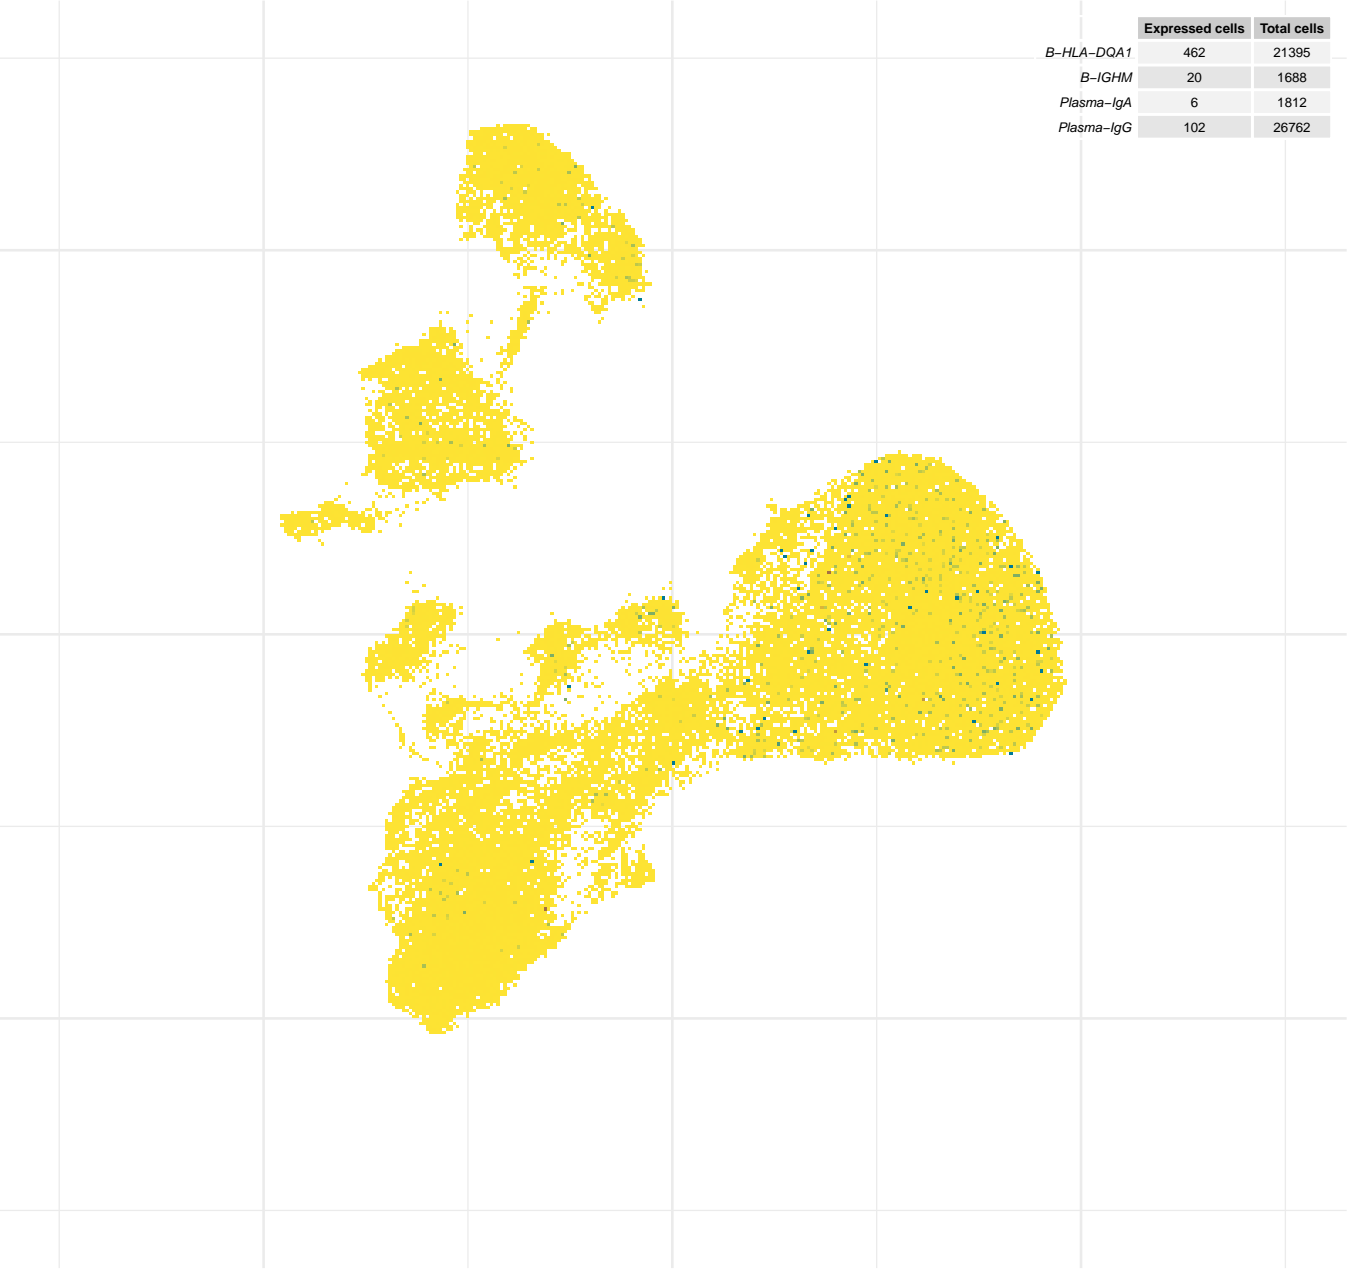 Expressed cells Total cells
B−HLA−DQA1 462 21395
B−IGHM 20 1688
Plasma−IgA 6 1812
Plasma−IgG 102 26762